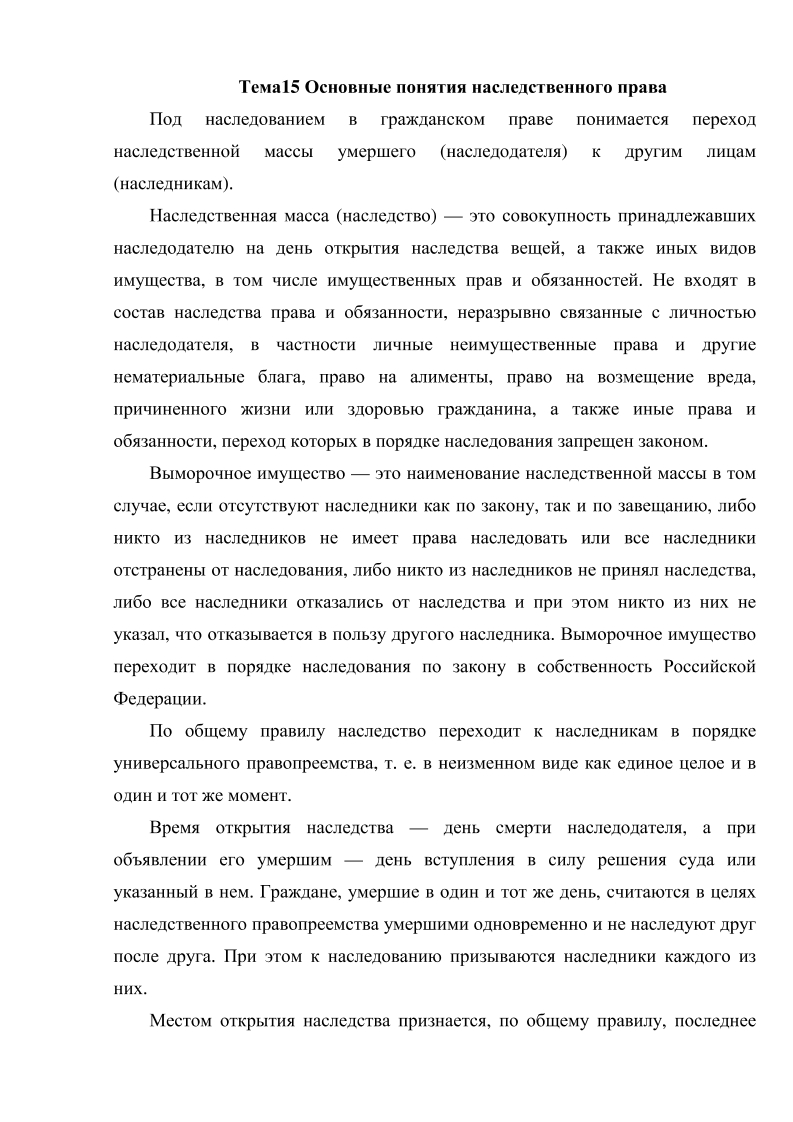 Тема15 Основные понятия наследственного права
Под наследованием в гражданском праве понимается переход
наследственной массы умершего (наследодателя) к другим лицам
(наследникам).
Наследственная масса (наследство) — это совокупность принадлежавших
наследодателю на день открытия наследства вещей, а также иных видов
имущества, в том числе имущественных прав и обязанностей. Не входят в
состав наследства права и обязанности, неразрывно связанные с личностью
наследодателя, в частности личные неимущественные права и другие
нематериальные блага, право на алименты, право на возмещение вреда,
причиненного жизни или здоровью гражданина, а также иные права и
обязанности, переход которых в порядке наследования запрещен законом.
Выморочное имущество — это наименование наследственной массы в том
случае, если отсутствуют наследники как по закону, так и по завещанию, либо
никто из наследников не имеет права наследовать или все наследники
отстранены от наследования, либо никто из наследников не принял наследства,
либо все наследники отказались от наследства и при этом никто из них не
указал, что отказывается в пользу другого наследника. Выморочное имущество
переходит в порядке наследования по закону в собственность Российской
Федерации.
По общему правилу наследство переходит к наследникам в порядке
универсального правопреемства, т. е. в неизменном виде как единое целое и в
один и тот же момент.
Время открытия наследства — день смерти наследодателя, а при
объявлении его умершим — день вступления в силу решения суда или
указанный в нем. Граждане, умершие в один и тот же день, считаются в целях
наследственного правопреемства умершими одновременно и не наследуют друг
после друга. При этом к наследованию призываются наследники каждого из
них.
Местом открытия наследства признается, по общему правилу, последнее